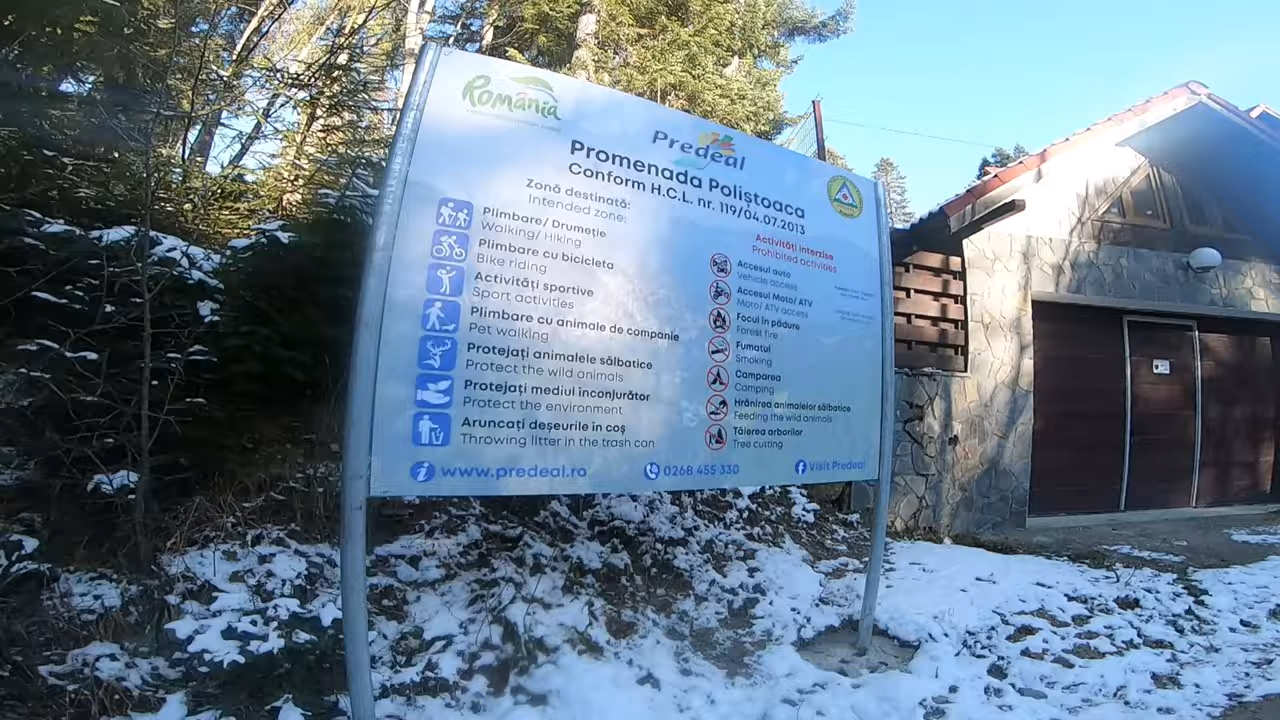 România
Predeal
Promenada Poliștoaca
Conform H.C.L. nr. 119/04.07.2013
Zonă destinată:
Intended zone:
Plimbare/ Drumeție
Walking/ Hiking
Plimbare cu bicicleta
Bike riding
Activități sportive
Sport activities
Plimbare cu animale de companie
Pet walking
Protejați animalele sălbatice
Protect the wild animals
Protejați mediul înconjurător
Protect the environment
Aruncați deșeurile in coș
Throwing litter in the trash can
Activități interzise
Prohibited activities
Accesul auto
Vehicle access
Accesul Moto/ ATV
Moto/ ATV access
Focul în pădure
Forest fire
Fumatul
Smoking
Camparea
Camping
Hrănirea animalelor sălbatice
Feeding the wild animals
Tăierea arborilor
Tree cutting
www.predeal.ro
0268 455 330
Visit Predeal